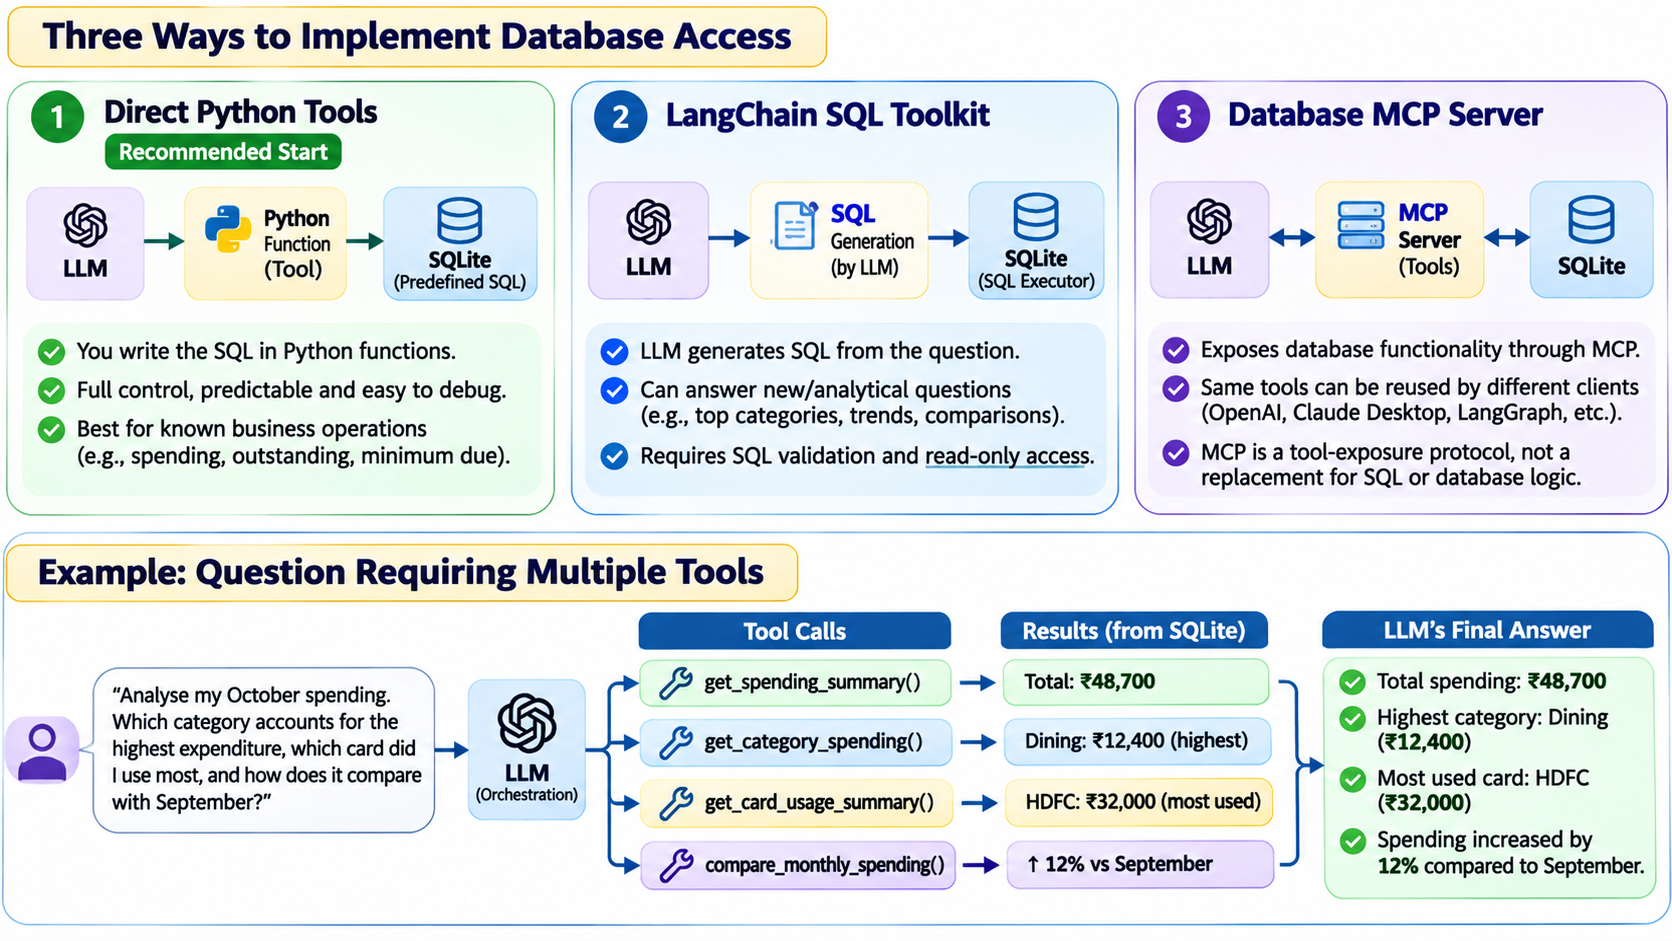 Three Ways to Implement Database Access
1
Direct Python Tools
Recommended Start
LLM
Python
Function
(Tool)
SQLite
(Predefined SQL)
You write the SQL in Python functions.
Full control, predictable and easy to debug.
Best for known business operations
(e.g., spending, outstanding, minimum due).
2
LangChain SQL Toolkit
LLM
SQL
Generation
(by LLM)
SQLite
(SQL Executor)
LLM generates SQL from the question.
Can answer new/analytical questions
(e.g., top categories, trends, comparisons).
Requires SQL validation and read-only access.
3
Database MCP Server
LLM
MCP
Server
(Tools)
SQLite
Exposes database functionality through MCP.
Same tools can be reused by different clients
(OpenAI, Claude Desktop, LangGraph, etc.).
MCP is a tool-exposure protocol, not a
replacement for SQL or database logic.
Example: Question Requiring Multiple Tools
“Analyse my October spending.
Which category accounts for the
highest expenditure, which card did
I use most, and how does it compare
with September?”
LLM
(Orchestration)
Tool Calls
get_spending_summary()
get_category_spending()
get_card_usage_summary()
compare_monthly_spending()
Results (from SQLite)
Total: ₹48,700
Dining: ₹12,400 (highest)
HDFC: ₹32,000 (most used)
↑ 12% vs September
LLM’s Final Answer
Total spending: ₹48,700
Highest category: Dining
(₹12,400)
Most used card: HDFC
(₹32,000)
Spending increased by
12% compared to September.